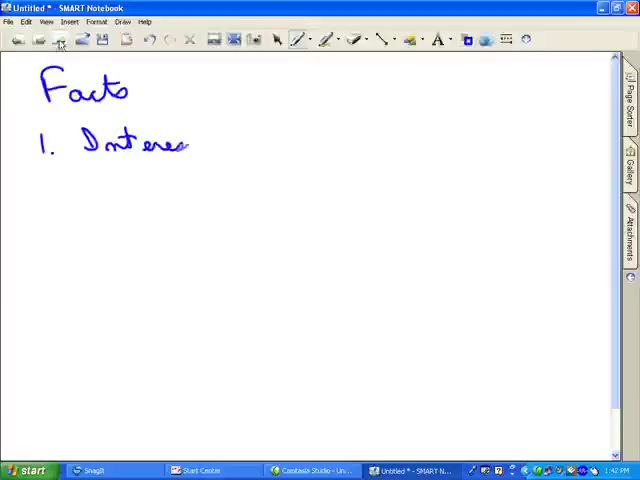 Untitled * - SMART Notebook
File Edit View Insert Format Draw Help
Facts
1. Interes
Page Sorter
Gallery
Attachments
start SnagIt Start Center Camtasia Studio - Un... Untitled * - SMART N... 1:42 PM